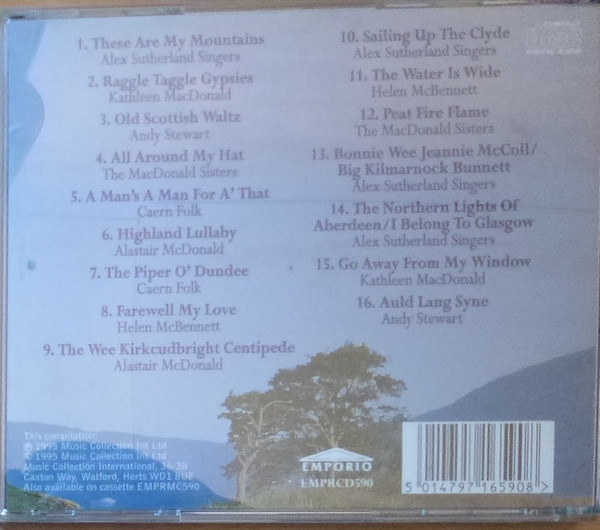 1. These Are My Mountains
Alex Sutherland Singers
2. Raggle Taggle Gypsies
Kathleen MacDonald
3. Old Scottish Waltz
Andy Stewart
4. All Around My Hat
The MacDonald Sisters
5. A Man's A Man For A' That
Caern Folk
6. Highland Lullaby
Alastair McDonald
7. The Piper O' Dundee
Caern Folk
8. Farewell My Love
Helen McBennett
9. The Wee Kirkcudbright Centipede
Alastair McDonald
10. Sailing Up The Clyde
Alex Sutherland Singers
11. The Water Is Wide
Helen McBennett
12. Peat Fire Flame
The MacDonald Sisters
13. Bonnie Wee Jeannie McColl/
Big Kilmarnock Bunnett
Alex Sutherland Singers
14. The Northern Lights Of
Aberdeen/I Belong To Glasgow
Alex Sutherland Singers
15. Go Away From My Window
Kathleen MacDonald
16. Auld Lang Syne
Andy Stewart
This compilation:
℗ 1995 Music Collection Int Ltd
© 1995 Music Collection Int Ltd
Music Collection International, 36-38
Caxton Way, Watford, Herts WD1 8UF
Also available on cassette EMPRMC590
EMPORIO
EMPRCD590
5 014797 165908 >